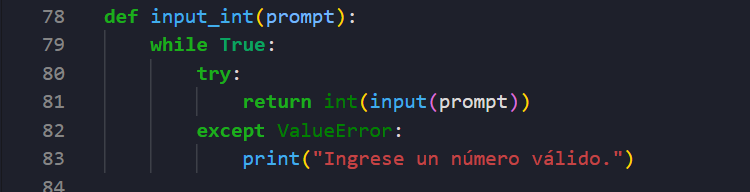 78 def input_int(prompt):
79 while True:
80 try:
81 return int(input(prompt))
82 except ValueError:
83 print("Ingrese un número válido.")
84